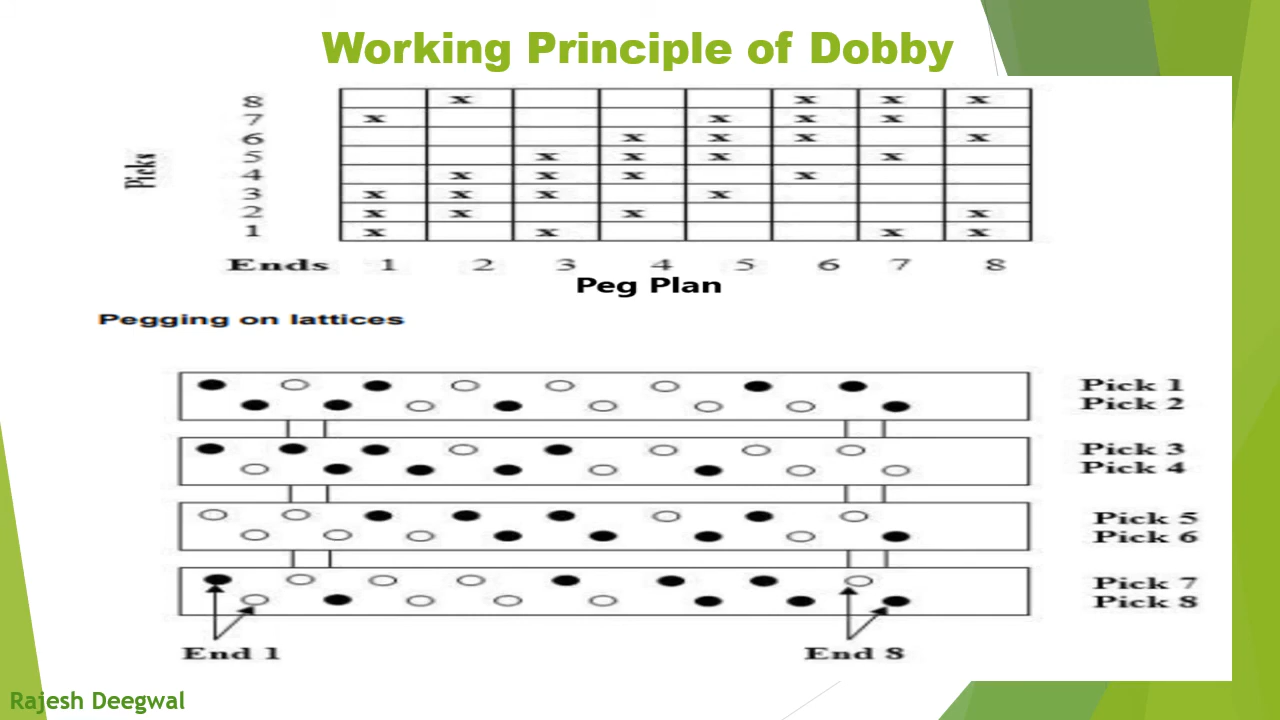 Working Principle of Dobby
Picks
8 x x x x
7 x x x x
6 x x x x
5 x x x x
4 x x x x
3 x x x x
2 x x x x
1 x x x x
Ends 1 2 3 4 5 6 7 8
Peg Plan
Pegging on lattices
Pick 1
Pick 2
Pick 3
Pick 4
Pick 5
Pick 6
Pick 7
Pick 8
End 1 End 8
Rajesh Deegwal